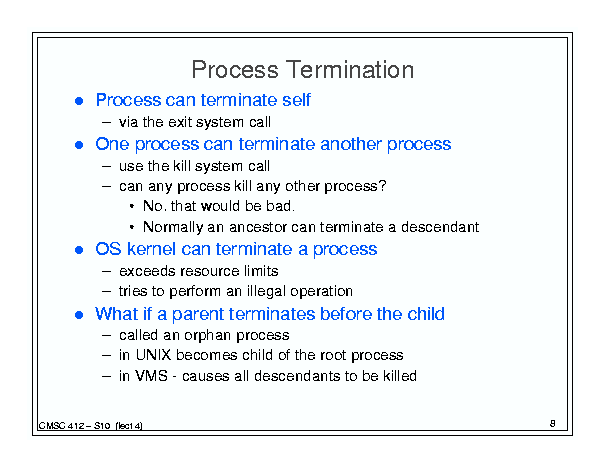 Process Termination
● Process can terminate self
– via the exit system call
● One process can terminate another process
– use the kill system call
– can any process kill any other process?
• No. that would be bad.
• Normally an ancestor can terminate a descendant
● OS kernel can terminate a process
– exceeds resource limits
– tries to perform an illegal operation
● What if a parent terminates before the child
– called an orphan process
– in UNIX becomes child of the root process
– in VMS - causes all descendants to be killed
CMSC 412 – S10 (lect 4)
8